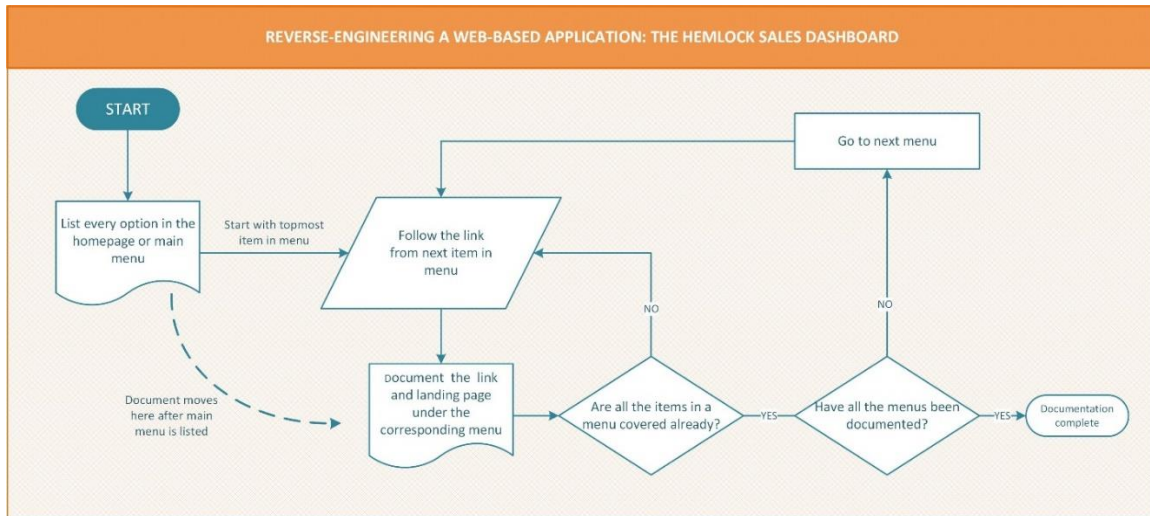 REVERSE-ENGINEERING A WEB-BASED APPLICATION: THE HEMLOCK SALES DASHBOARD
START
List every option in the
homepage or main
menu
Start with topmost
item in menu
Follow the link
from next item in
menu
Go to next menu
NO
NO
Document moves
here after main
menu is listed
Document the link
and landing page
under the
corresponding menu
Are all the items in a
menu covered already?
YES
Have all the menus been
documented?
YES
Documentation
complete